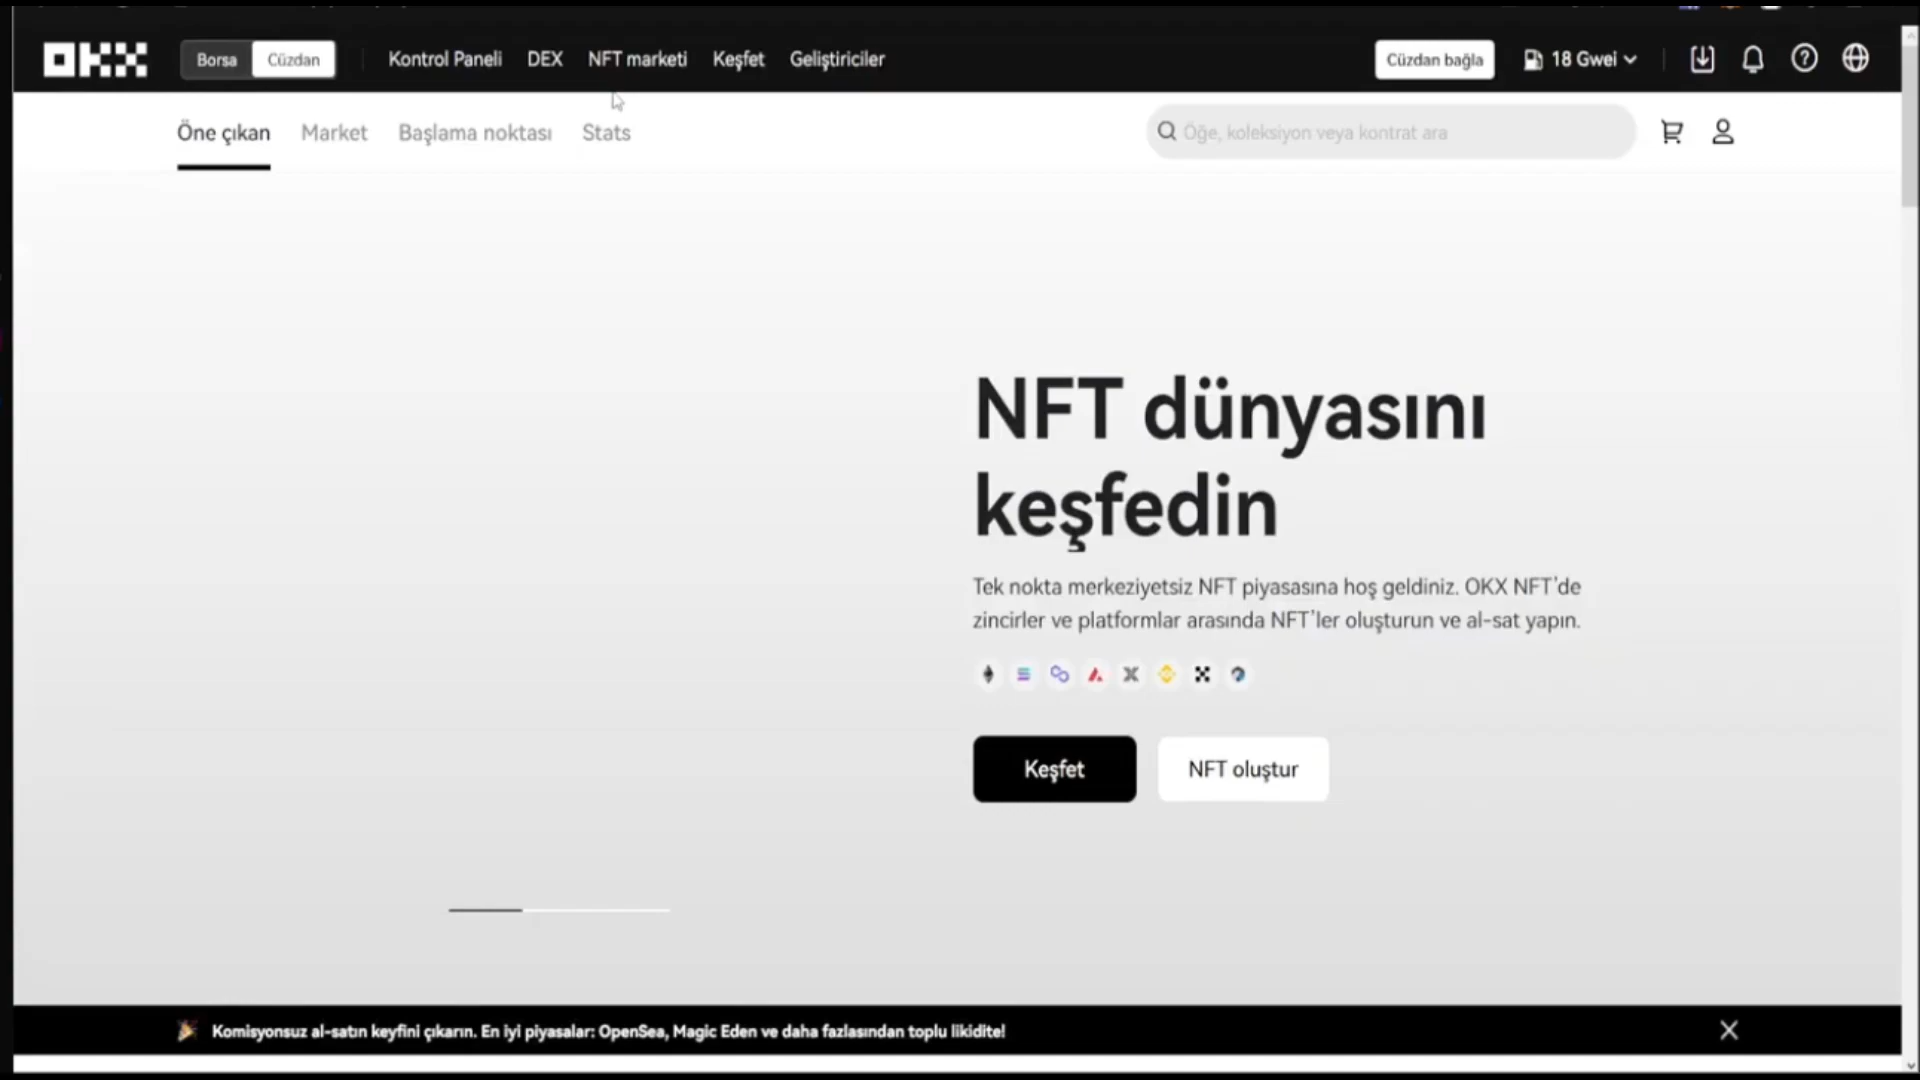 OKX
Borsa Cüzdan Kontrol Paneli DEX NFT marketi Keşfet Geliştiriciler Cüzdan bağla 18 Gwei
Öne çıkan Market Başlama noktası Stats Öğe, koleksiyon veya kontrat ara
NFT dünyasını
keşfedin
Tek nokta merkeziyetsiz NFT piyasasına hoş geldiniz. OKX NFT'de
zincirler ve platformlar arasında NFT'ler oluşturun ve al-sat yapın.
Keşfet NFT oluştur
Komisyonsuz al-satın keyfini çıkarın. En iyi piyasalar: OpenSea, Magic Eden ve daha fazlasından toplu likidite!